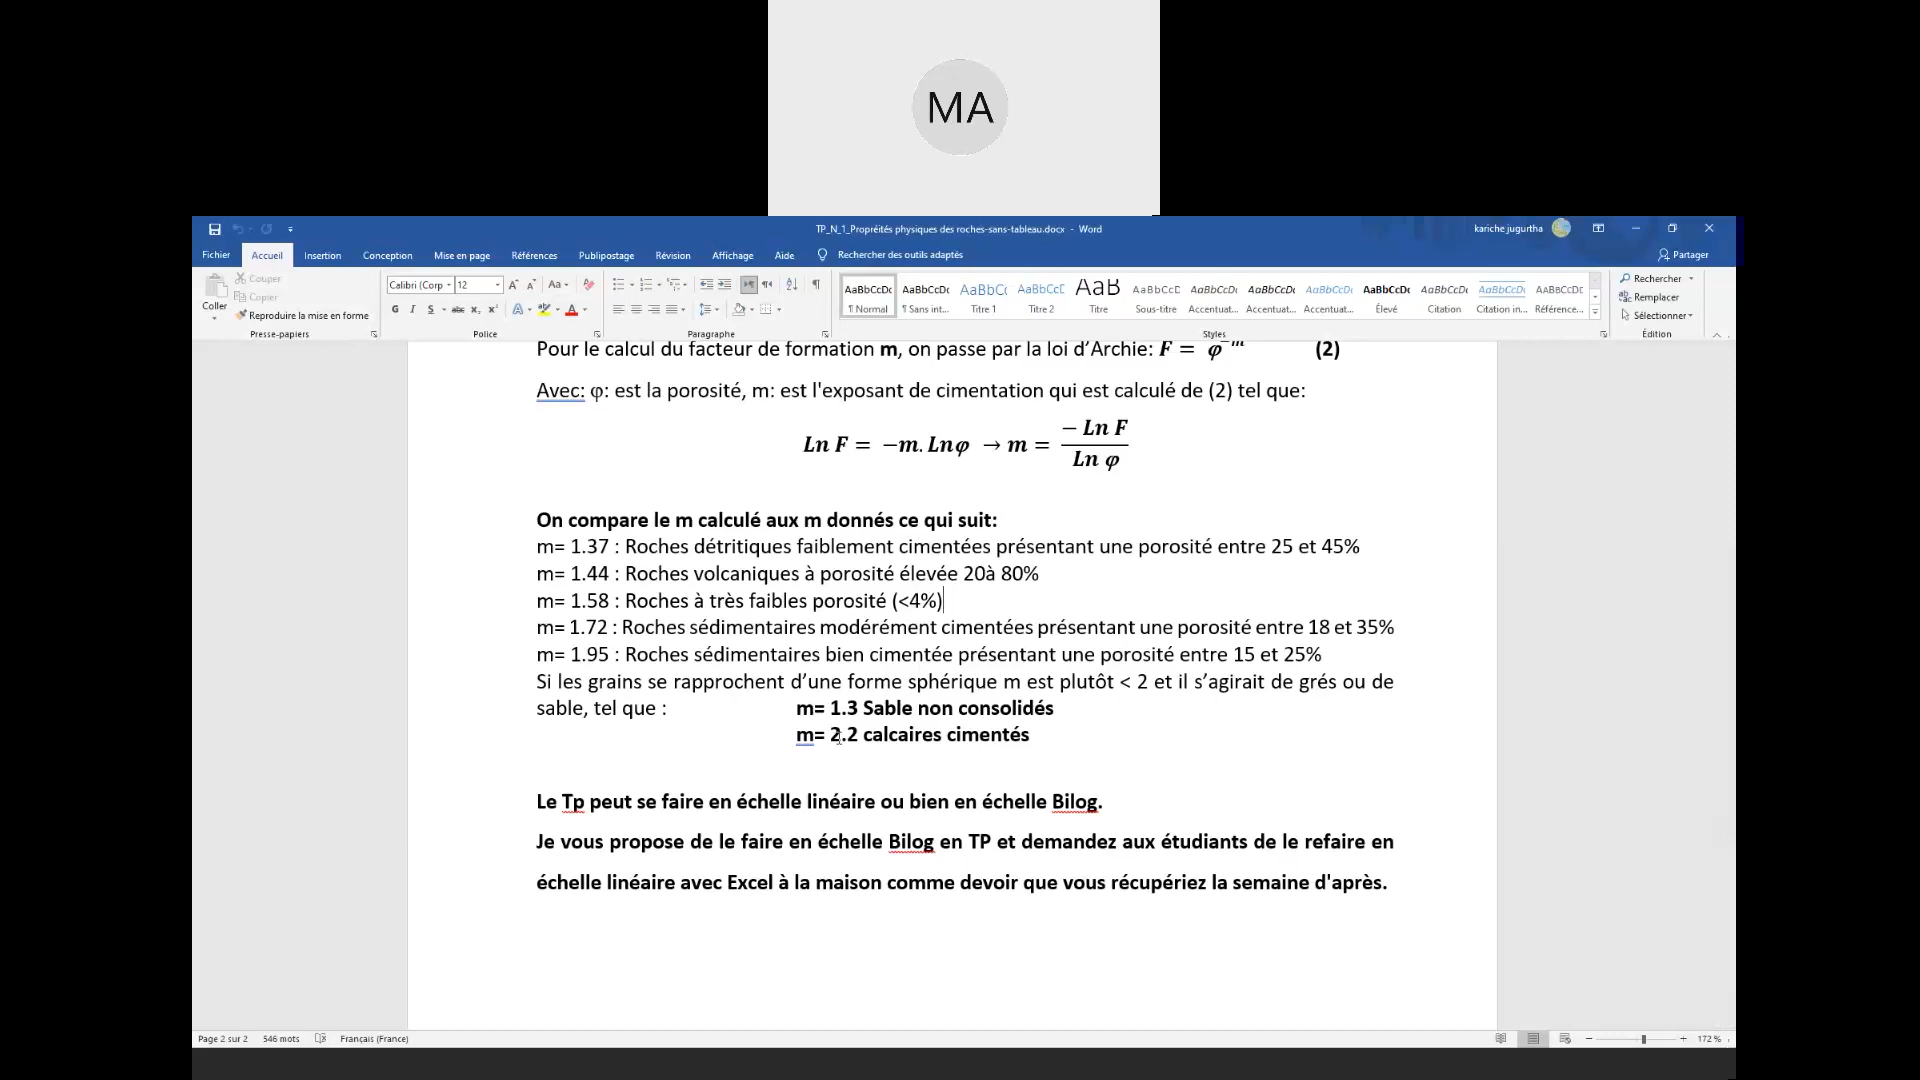 MA
TP_N_1_Propréités physiques des roches-sans-tableau.docx - Word
kariche jugurtha
Fichier Accueil Insertion Conception Mise en page Références Publipostage Révision Affichage Aide Rechercher des outils adaptés Partager
Coller
Couper
Copier
Reproduire la mise en forme
Presse-papiers
Calibri (Corp 12
G I S abc x₂ x²
Police
Paragraphe
AaBbCcDc AaBbCcDc AaBbCc AaBbCcC AaB AaBbCcC AaBbCcDc AaBbCcDc AaBbCcDc AaBbCcDc AaBbCcDc AaBbCcDc AABBCCDC
¶ Normal ¶ Sans int... Titre 1 Titre 2 Titre Sous-titre Accentuat... Accentuat... Accentuat... Élevé Citation Citation in... Référence...
Styles
Rechercher
Remplacer
Sélectionner
Édition
Pour le calcul du facteur de formation m, on passe par la loi d’Archie: F = φ⁻ᵐ (2)
Avec: φ: est la porosité, m: est l'exposant de cimentation qui est calculé de (2) tel que:
Ln F = −m. Lnφ → m = − Ln F / Ln φ
On compare le m calculé aux m donnés ce qui suit:
m= 1.37 : Roches détritiques faiblement cimentées présentant une porosité entre 25 et 45%
m= 1.44 : Roches volcaniques à porosité élevée 20à 80%
m= 1.58 : Roches à très faibles porosité (<4%)
m= 1.72 : Roches sédimentaires modérément cimentées présentant une porosité entre 18 et 35%
m= 1.95 : Roches sédimentaires bien cimentée présentant une porosité entre 15 et 25%
Si les grains se rapprochent d’une forme sphérique m est plutôt < 2 et il s’agirait de grés ou de
sable, tel que : m= 1.3 Sable non consolidés
m= 2.2 calcaires cimentés
Le Tp peut se faire en échelle linéaire ou bien en échelle Bilog.
Je vous propose de le faire en échelle Bilog en TP et demandez aux étudiants de le refaire en
échelle linéaire avec Excel à la maison comme devoir que vous récupériez la semaine d'après.
Page 2 sur 2 546 mots Français (France) 172 %